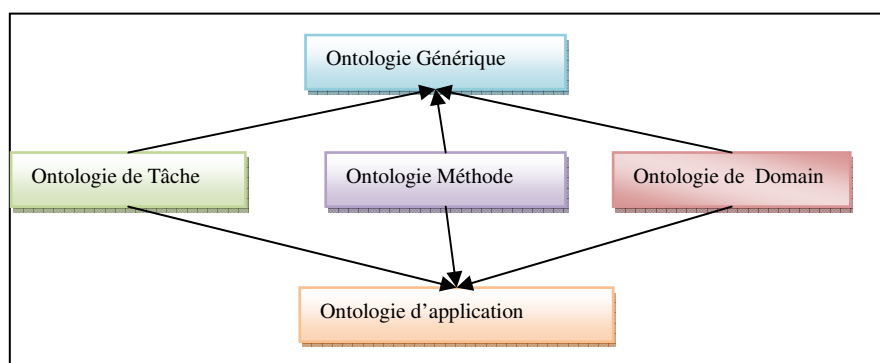 Ontologie Générique
Ontologie de Tâche
Ontologie Méthode
Ontologie de Domain
Ontologie d’application